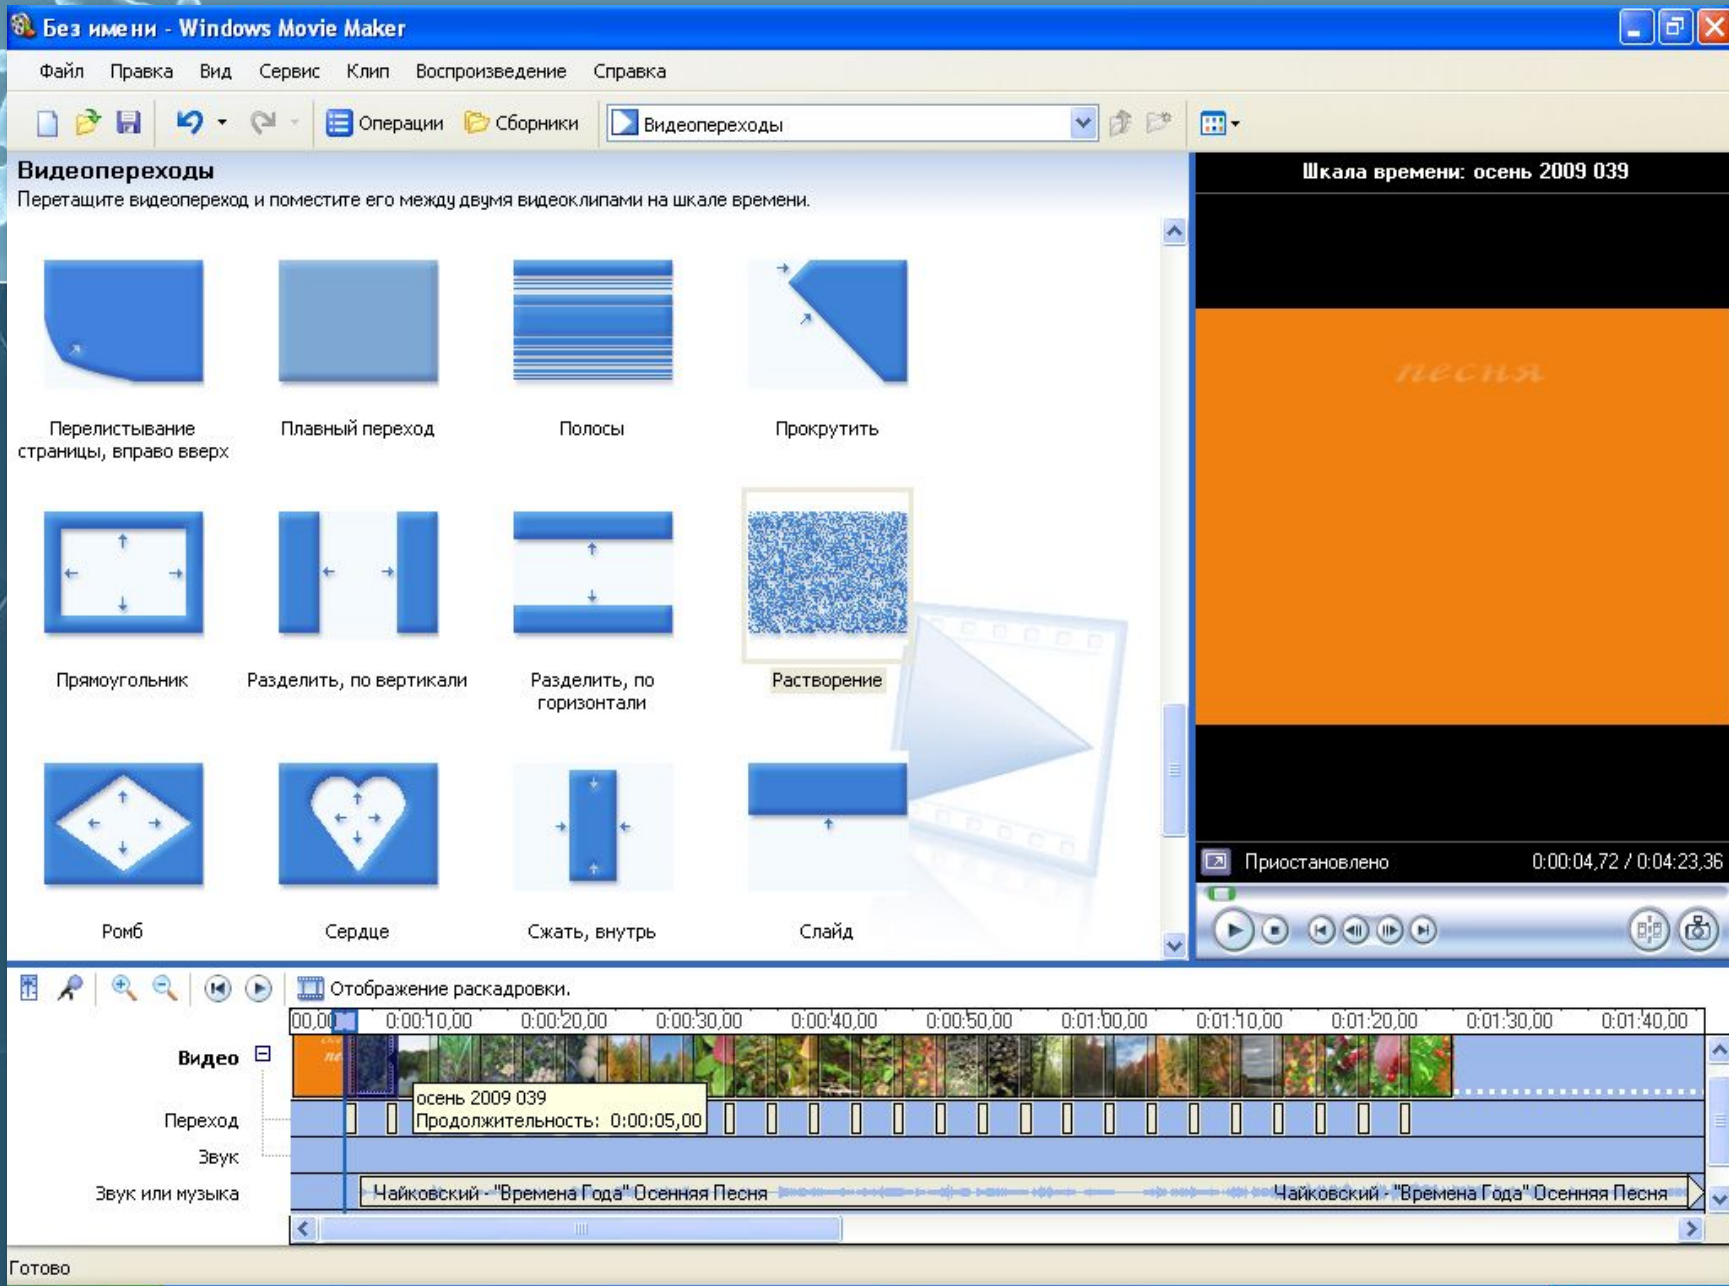 Без имени - Windows Movie Maker
Файл Правка Вид Сервис Клип Воспроизведение Справка
Операции Сборники Видеопереходы
Видеопереходы
Перетащите видеопереход и поместите его между двумя видеоклипами на шкале времени.
Шкала времени: осень 2009 039
песня
Перелистывание страницы, вправо вверх
Плавный переход
Полосы
Прокрутить
Прямоугольник
Разделить, по вертикали
Разделить, по горизонтали
Растворение
Ромб
Сердце
Сжать, внутрь
Слайд
Приостановлено 0:00:04,72 / 0:04:23,36
Отображение раскадровки.
00,00 0:00:10,00 0:00:20,00 0:00:30,00 0:00:40,00 0:00:50,00 0:01:00,00 0:01:10,00 0:01:20,00 0:01:30,00 0:01:40,00
Видео
осень 2009 039
Продолжительность: 0:00:05,00
Переход
Звук
Звук или музыка
Чайковский - "Времена Года" Осенняя Песня Чайковский - "Времена Года" Осенняя Песня
Готово